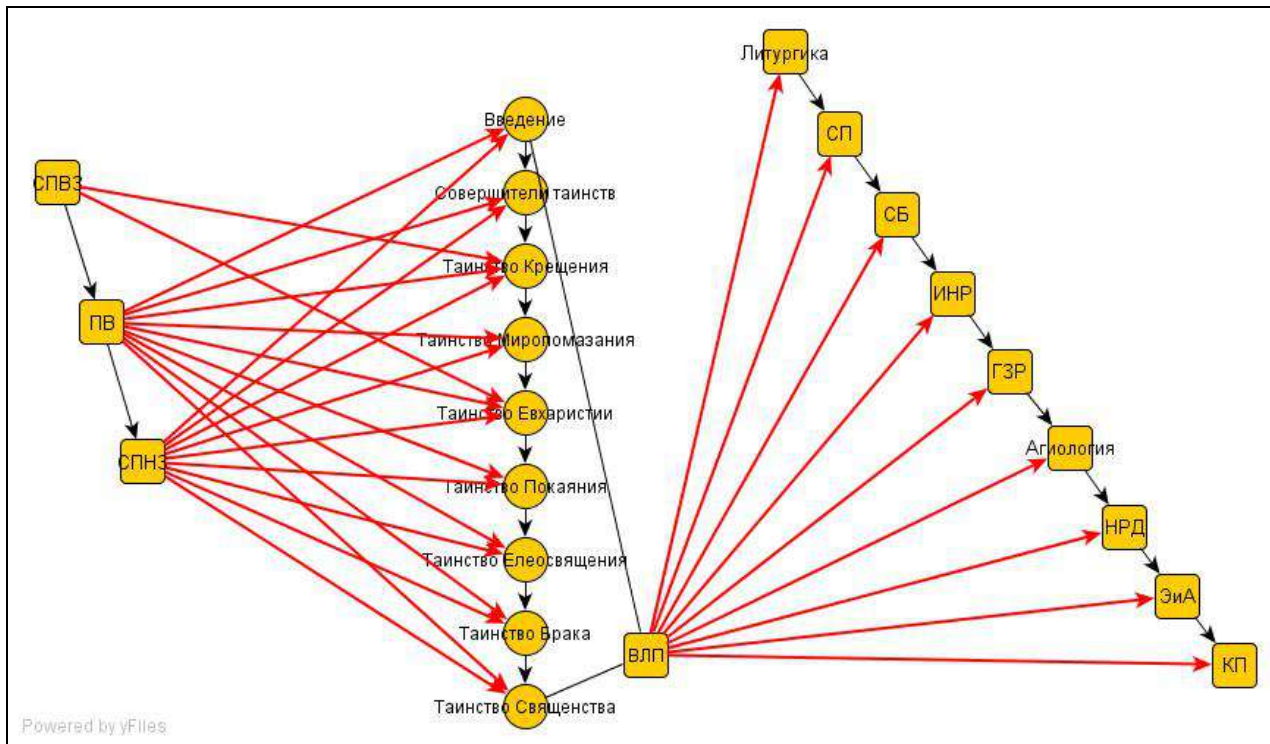 СПВЗ
ПВ
СПНЗ
Введение
Совершители таинств
Таинство Крещения
Таинство Миропомазания
Таинство Евхаристии
Таинство Покаяния
Таинство Елеосвящения
Таинство Брака
Таинство Священства
ВЛП
Литургика
СП
СБ
ИНР
ГЗР
Агиология
НРД
ЭиА
КП
Powered by yFiles